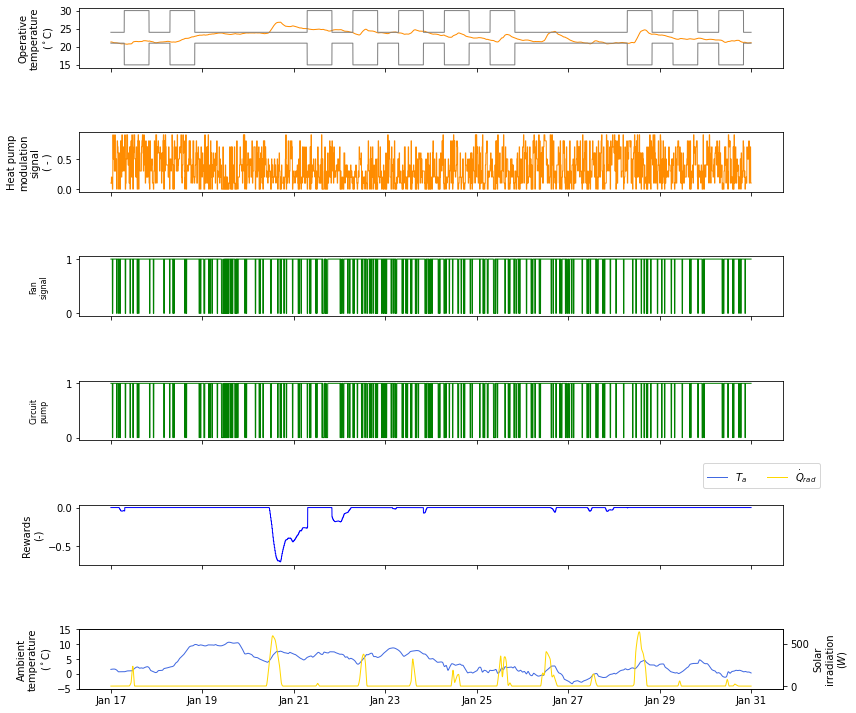 Operative
temperature
(°C)
30
25
20
15
Heat pump
modulation
signal
( - )
0.5
0.0
Fan
signal
1
0
Circuit
pump
1
0
T_a
Q̇_rad
Rewards
(-)
0.0
−0.5
Ambient
temperature
(°C)
15
10
5
0
−5
500
0
Solar
irradiation
(W)
Jan 17 Jan 19 Jan 21 Jan 23 Jan 25 Jan 27 Jan 29 Jan 31